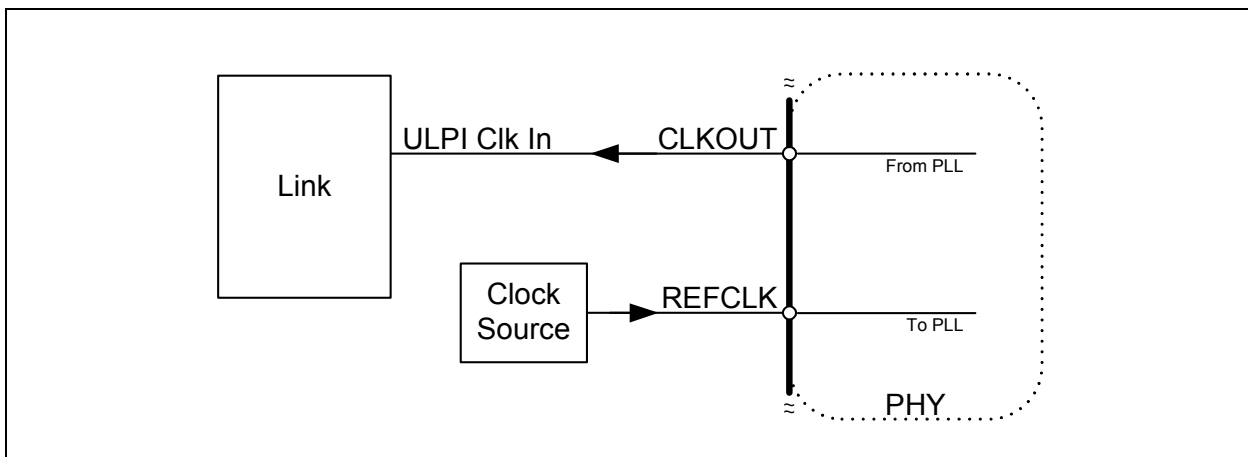 ULPI Clk In
CLKOUT
From PLL
Link
Clock
Source
REFCLK
To PLL
PHY